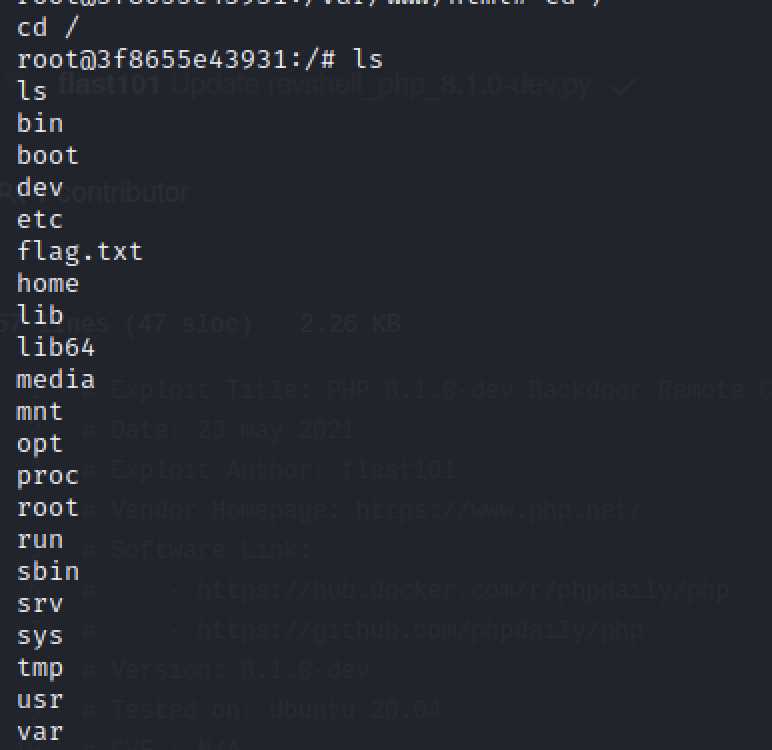 root@3f8655e43931:/var/www/html# cd /
cd /
root@3f8655e43931:/# ls
ls
flast101 Update revshell_php_8.1.0-dev.py
bin
boot
dev
contributor
etc
flag.txt
home
lib
57 lines (47 sloc) 2.26 KB
lib64
media
# Exploit Title: PHP 8.1.0-dev Backdoor Remote
mnt
# Date: 23 may 2021
opt
# Exploit Author: flast101
proc
root
# Vendor Homepage: https://www.php.net/
run
# Software Link:
sbin
# - https://hub.docker.com/r/phpdaily/php
srv
# - https://github.com/phpdaily/php
sys
tmp
# Version: 8.1.0-dev
usr
# Tested on: Ubuntu 20.04
var
# CVE : N/A